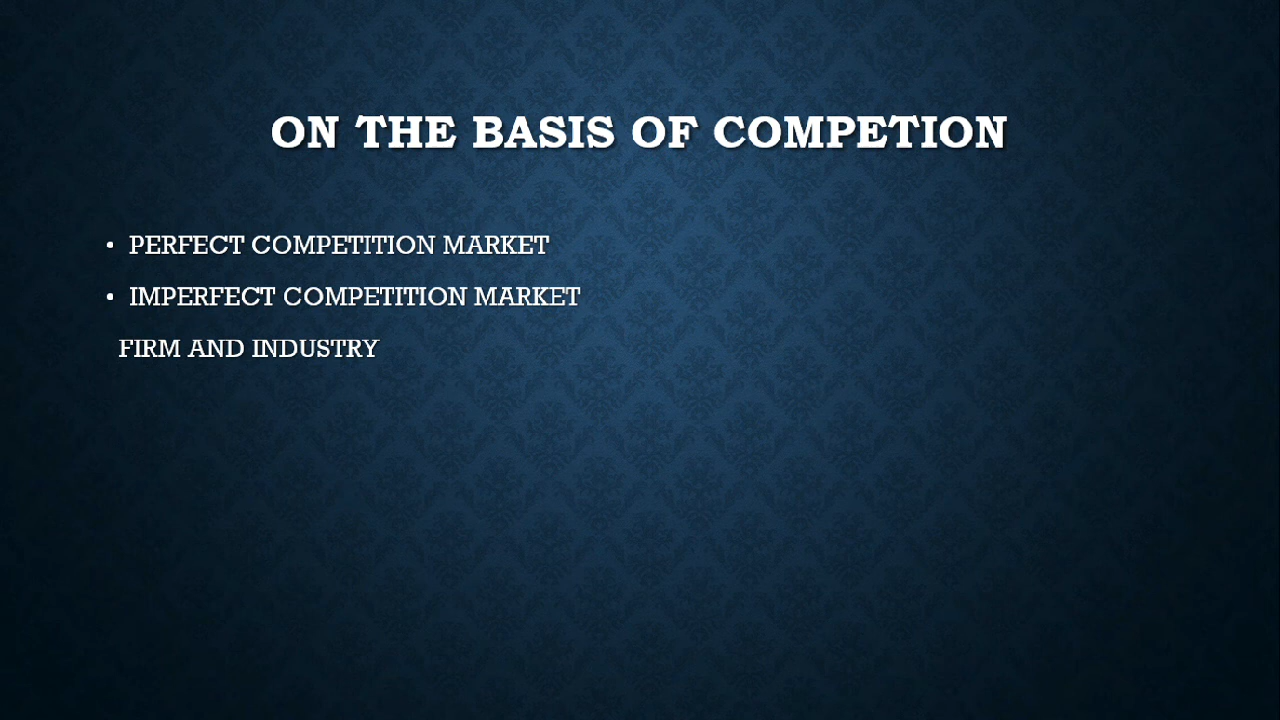 ON THE BASIS OF COMPETION
• PERFECT COMPETITION MARKET
• IMPERFECT COMPETITION MARKET
FIRM AND INDUSTRY